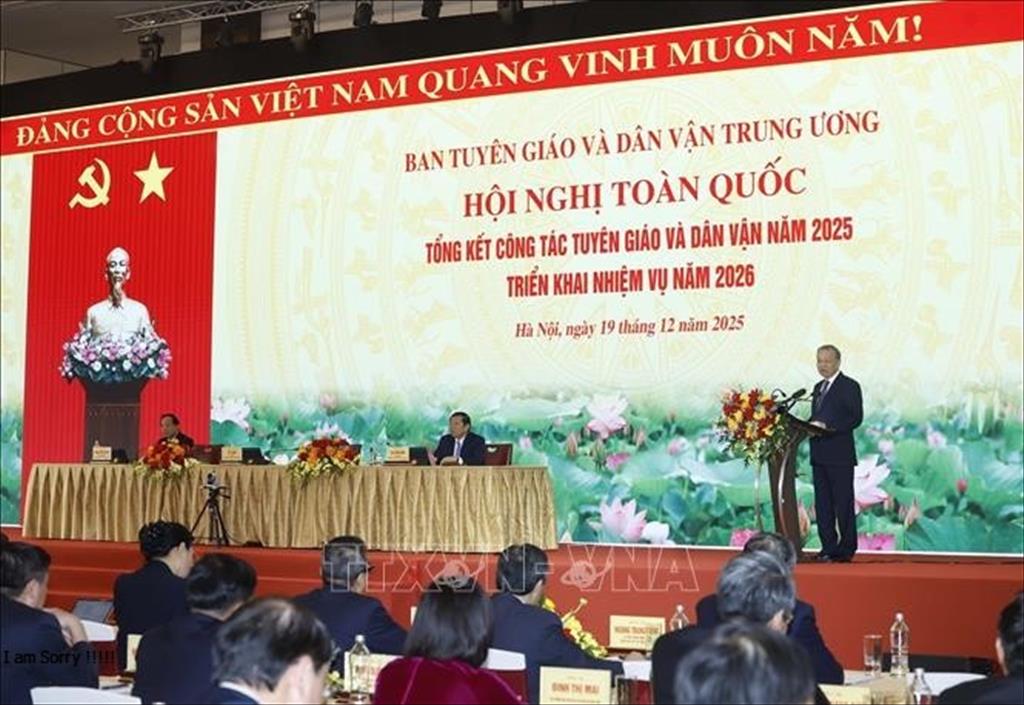 ĐẢNG CỘNG SẢN VIỆT NAM QUANG VINH MUÔN NĂM!
BAN TUYÊN GIÁO VÀ DÂN VẬN TRUNG ƯƠNG
HỘI NGHỊ TOÀN QUỐC
TỔNG KẾT CÔNG TÁC TUYÊN GIÁO VÀ DÂN VẬN NĂM 2025
TRIỂN KHAI NHIỆM VỤ NĂM 2026
Hà Nội, ngày 19 tháng 12 năm 2025
TTXVN-VNA
I am Sorry !!!!!
ĐINH THỊ MAI